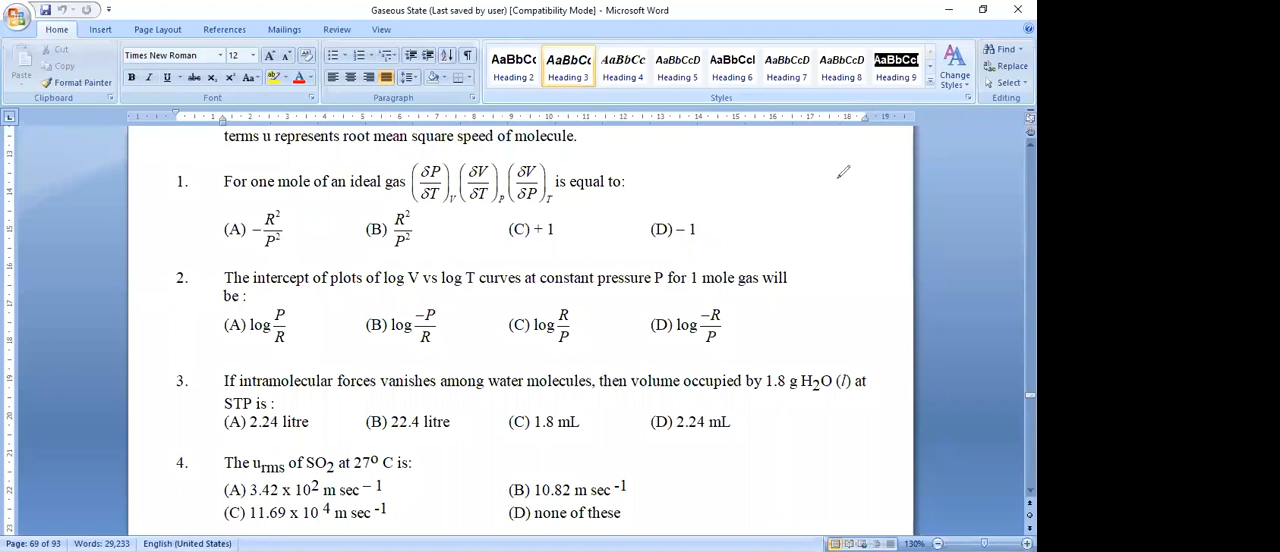 Gaseous State (Last saved by user) [Compatibility Mode] - Microsoft Word
Home Insert Page Layout References Mailings Review View
Paste Cut Copy Format Painter
Times New Roman 12
AaBbCc AaBbCc AaBbCc AaBbCcD AaBbCcI AaBbCcD AaBbCcD AaBbCcI
Heading 2 Heading 3 Heading 4 Heading 5 Heading 6 Heading 7 Heading 8 Heading 9
Change Styles
Find Replace Select
Clipboard Font Paragraph Styles Editing
terms u represents root mean square speed of molecule.
1. For one mole of an ideal gas (δP/δT)_V (δV/δT)_P (δV/δP)_T is equal to:
(A) −R²/P² (B) R²/P² (C) + 1 (D) – 1
2. The intercept of plots of log V vs log T curves at constant pressure P for 1 mole gas will
be :
(A) log P/R (B) log −P/R (C) log R/P (D) log −R/P
3. If intramolecular forces vanishes among water molecules, then volume occupied by 1.8 g H₂O (l) at
STP is :
(A) 2.24 litre (B) 22.4 litre (C) 1.8 mL (D) 2.24 mL
4. The u_rms of SO₂ at 27⁰ C is:
(A) 3.42 x 10² m sec⁻¹ (B) 10.82 m sec⁻¹
(C) 11.69 x 10⁴ m sec⁻¹ (D) none of these
Page: 69 of 93 Words: 29,233 English (United States) 130%